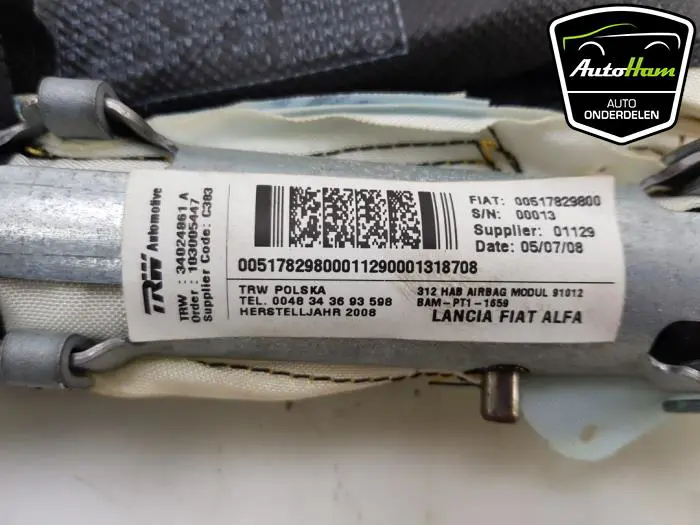 AutoHam
AUTO
ONDERDELEN
TRW Automotive
TRW : 34024861 A
Order : 103005447
Supplier Code: C383
FIAT: 00517829800
S/N: 00013
Supplier: 01129
Date: 05/07/08
00517829800011290001318708
TRW POLSKA
TEL. 0048 34 36 93 598
HERSTELLJAHR 2008
312 HAB AIRBAG MODUL 91012
BAM-PT1-1659
LANCIA FIAT ALFA